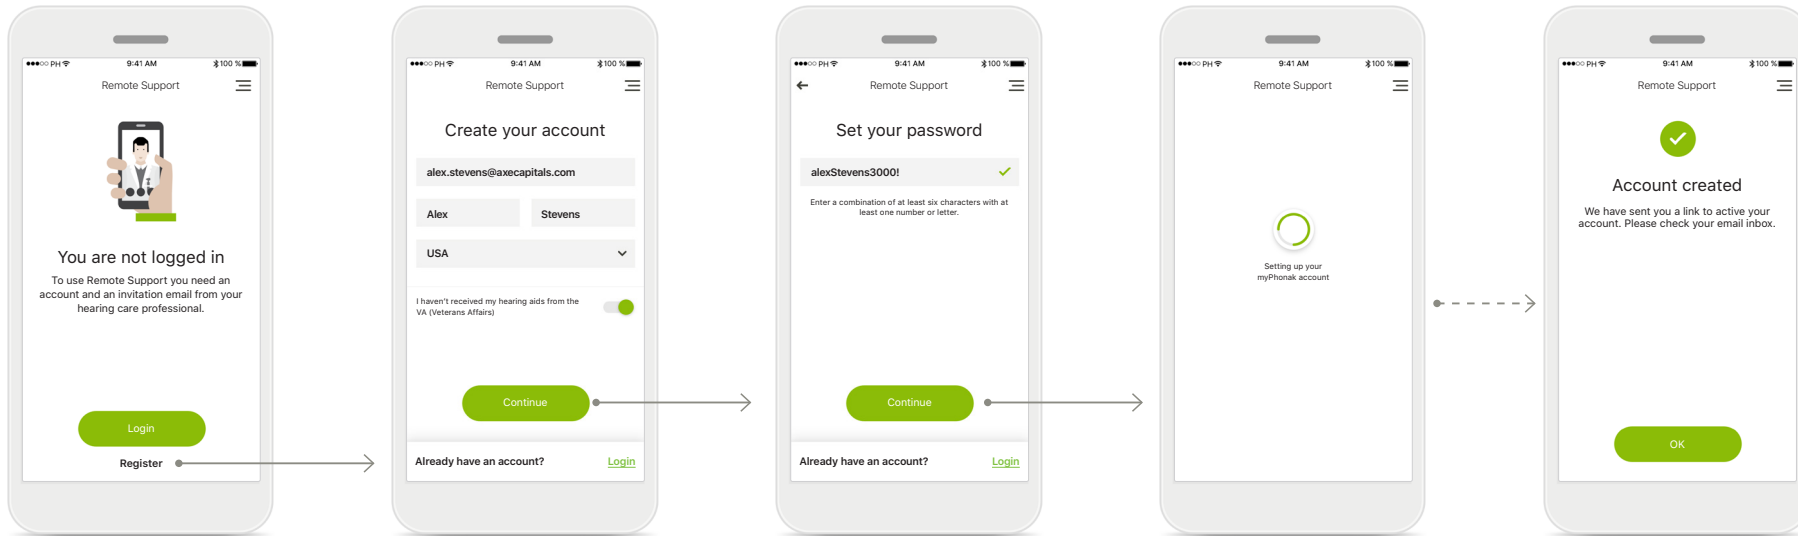 PH 9:41 AM 100 %
Remote Support
You are not logged in
To use Remote Support you need an
account and an invitation email from your
hearing care professional.
Login
Register
PH 9:41 AM 100 %
Remote Support
Create your account
alex.stevens@axecapitals.com
Alex Stevens
USA
I haven't received my hearing aids from the
VA (Veterans Affairs)
Continue
Already have an account? Login
PH 9:41 AM 100 %
Remote Support
Set your password
alexStevens3000!
Enter a combination of at least six characters with at
least one number or letter.
Continue
Already have an account? Login
PH 9:41 AM 100 %
Remote Support
Setting up your
myPhonak account
PH 9:41 AM 100 %
Remote Support
Account created
We have sent you a link to active your
account. Please check your email inbox.
OK